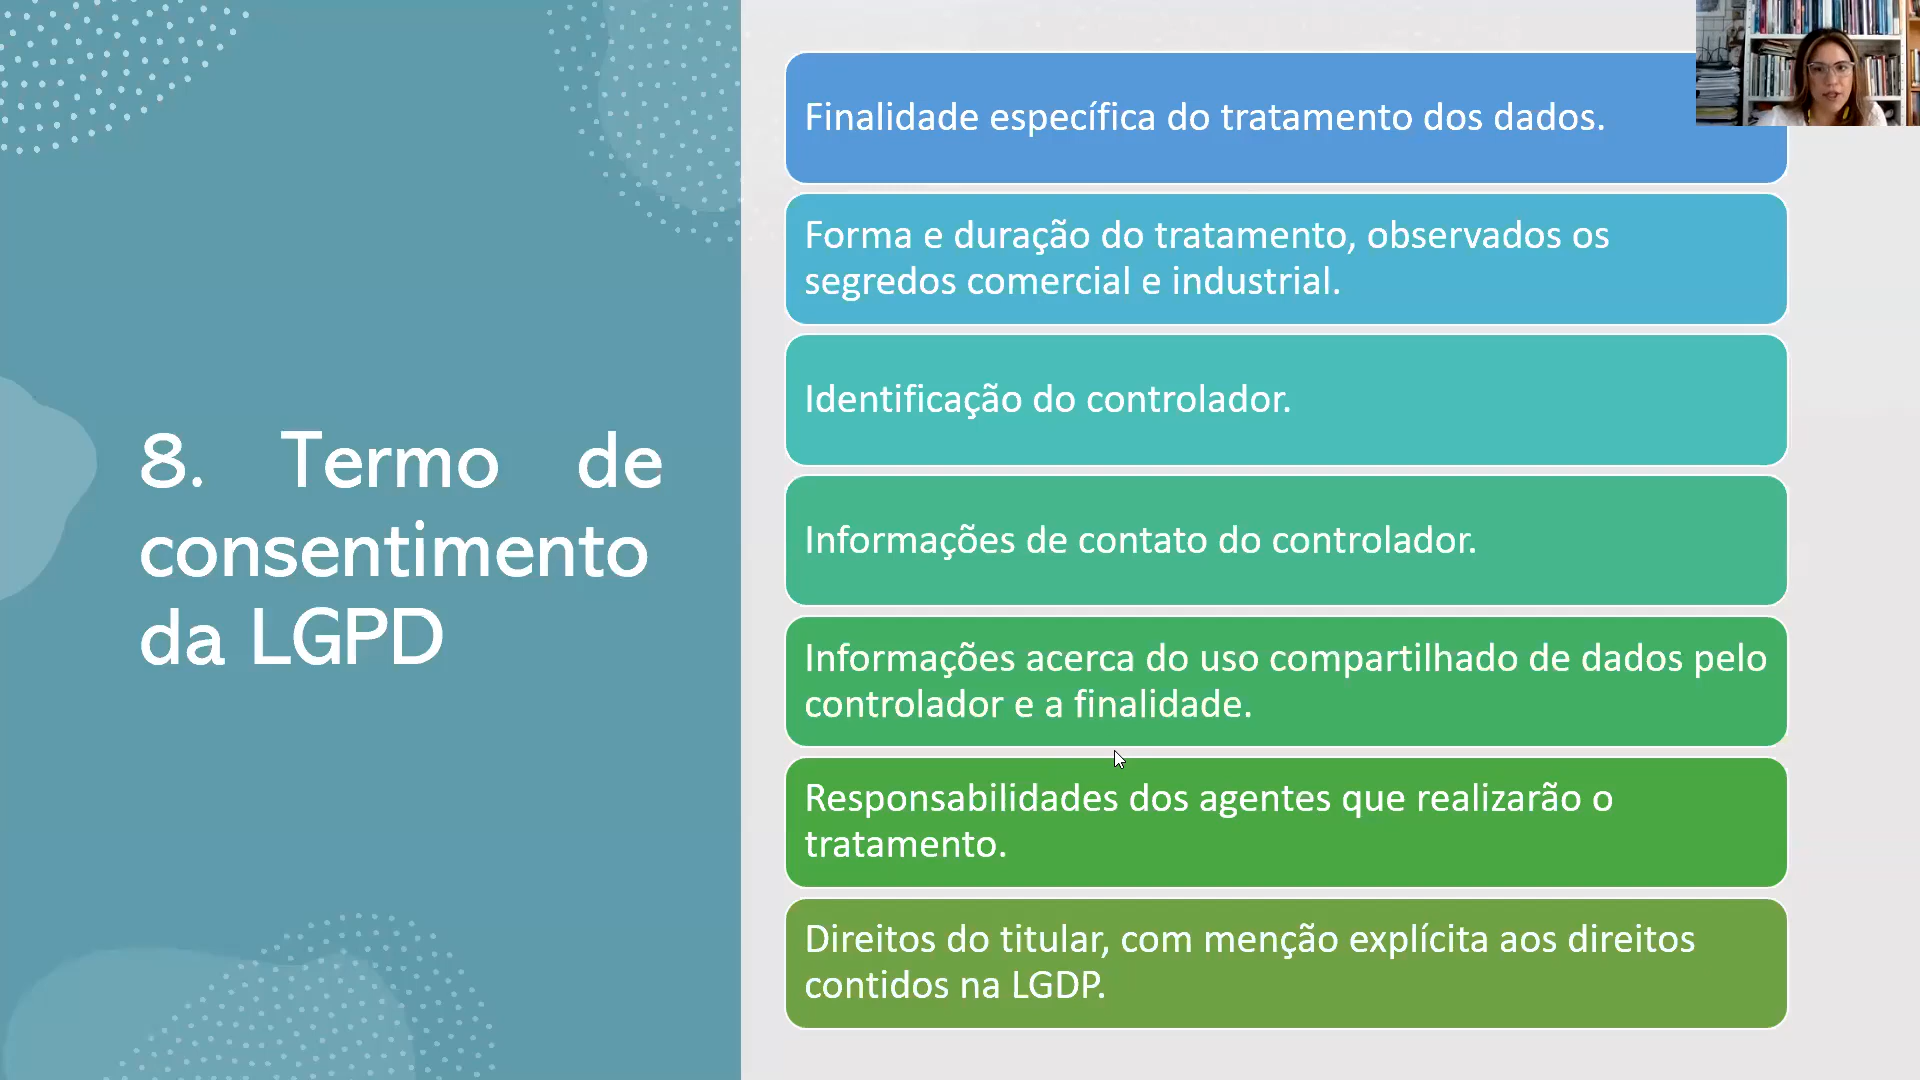 8. Termo de
consentimento
da LGPD
Finalidade específica do tratamento dos dados.
Forma e duração do tratamento, observados os
segredos comercial e industrial.
Identificação do controlador.
Informações de contato do controlador.
Informações acerca do uso compartilhado de dados pelo
controlador e a finalidade.
Responsabilidades dos agentes que realizarão o
tratamento.
Direitos do titular, com menção explícita aos direitos
contidos na LGDP.